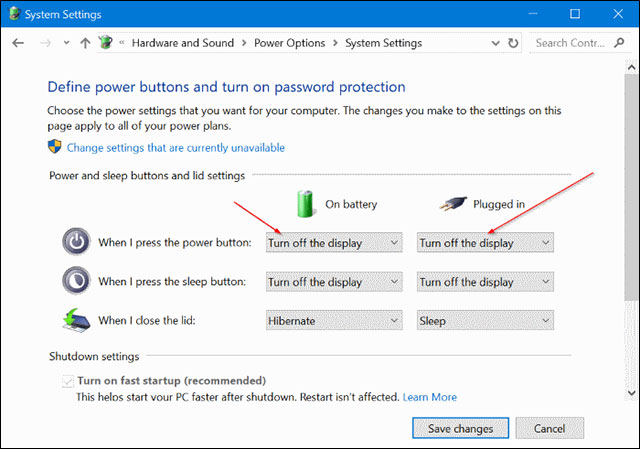 System Settings
« Hardware and Sound › Power Options › System Settings
Search Contr...
Define power buttons and turn on password protection
Choose the power settings that you want for your computer. The changes you make to the settings on this
page apply to all of your power plans.
Change settings that are currently unavailable
Power and sleep buttons and lid settings
On battery Plugged in
When I press the power button: Turn off the display Turn off the display
When I press the sleep button: Turn off the display Turn off the display
When I close the lid: Hibernate Sleep
Shutdown settings
Turn on fast startup (recommended)
This helps start your PC faster after shutdown. Restart isn't affected. Learn More
Save changes Cancel